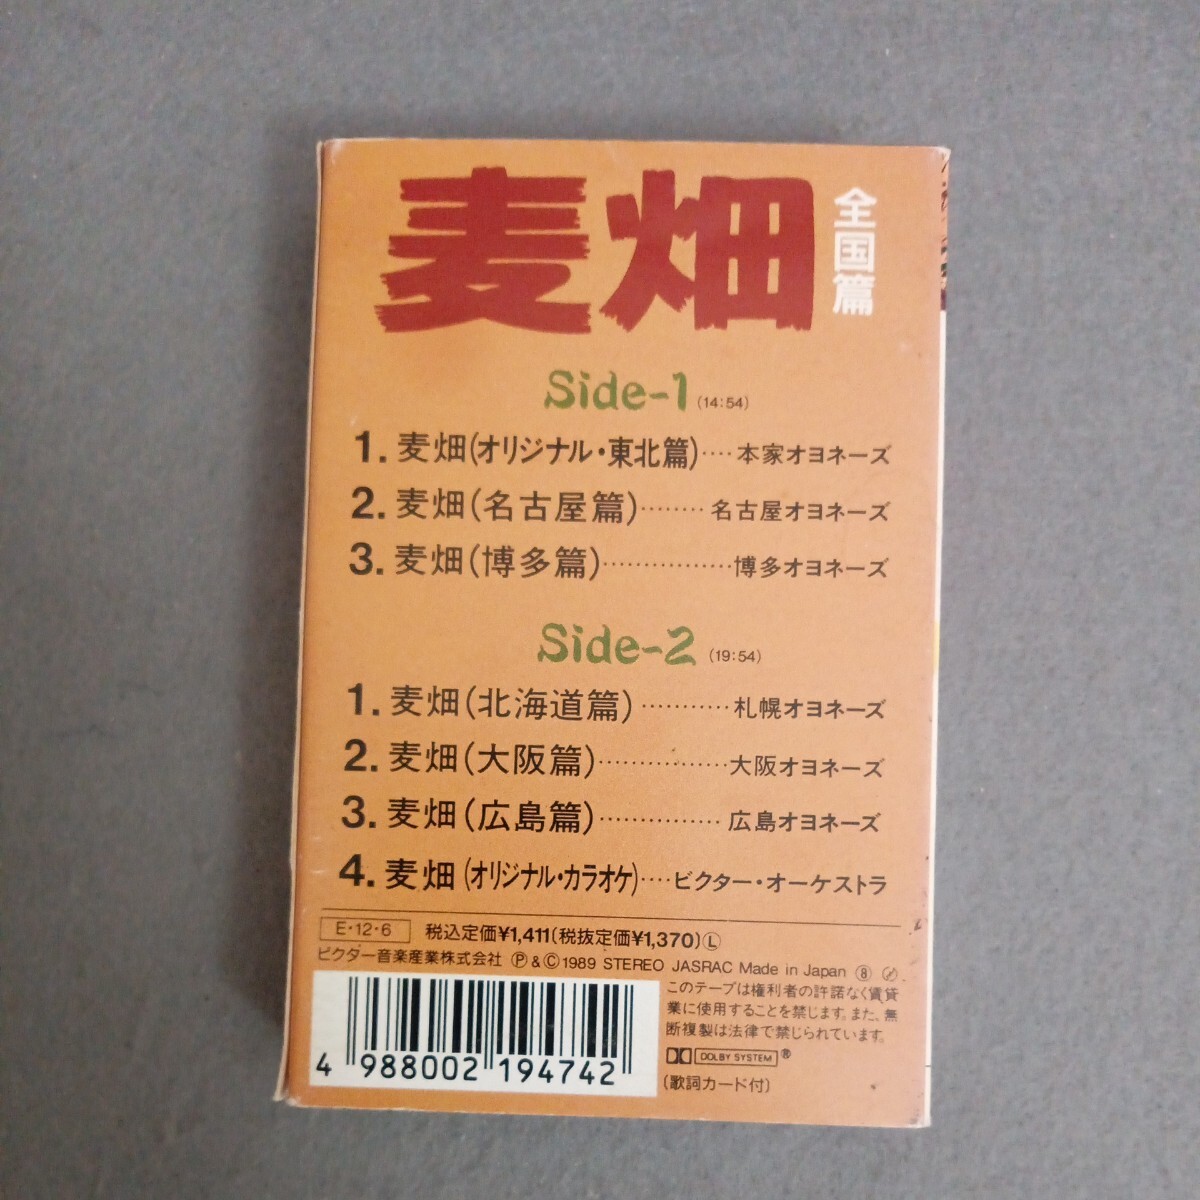 麦畑
全国篇
Side-1 (14:54)
1. 麦畑(オリジナル・東北篇)‥‥本家オヨネーズ
2. 麦畑(名古屋篇)‥‥‥‥名古屋オヨネーズ
3. 麦畑(博多篇)‥‥‥‥‥‥‥博多オヨネーズ
Side-2 (19:54)
1. 麦畑(北海道篇)‥‥‥‥‥‥札幌オヨネーズ
2. 麦畑(大阪篇)‥‥‥‥‥‥‥大阪オヨネーズ
3. 麦畑(広島篇)‥‥‥‥‥‥‥広島オヨネーズ
4. 麦畑(オリジナル・カラオケ)‥‥ビクター・オーケストラ
E・12・6 税込定価¥1,411(税抜定価¥1,370)Ⓛ
ビクター音楽産業株式会社 Ⓟ&Ⓒ1989 STEREO JASRAC Made in Japan ⑧
このテープは権利者の許諾なく賃貸
業に使用することを禁じます。また、無
断複製は法律で禁じられています。
DOLBY SYSTEM®
(歌詞カード付)
4 988002 194742